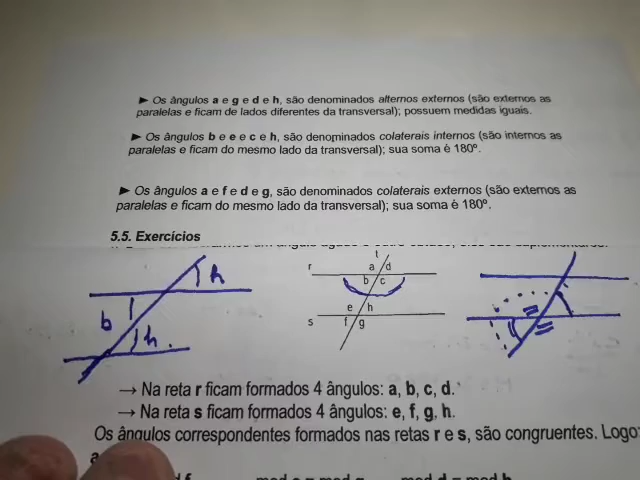 ► Os ângulos a e g e d e h, são denominados alternos externos (são externos as
paralelas e ficam de lados diferentes da transversal); possuem medidas iguais.
► Os ângulos b e e e c e h, são denominados colaterais internos (são internos as
paralelas e ficam do mesmo lado da transversal); sua soma é 180º.
► Os ângulos a e f e d e g, são denominados colaterais externos (são externos as
paralelas e ficam do mesmo lado da transversal); sua soma é 180º.
5.5. Exercícios
h
b
h.
t
r
a d
b c
e h
s
f g
→ Na reta r ficam formados 4 ângulos: a, b, c, d.
→ Na reta s ficam formados 4 ângulos: e, f, g, h.
Os ângulos correspondentes formados nas retas r e s, são congruentes. Logo: